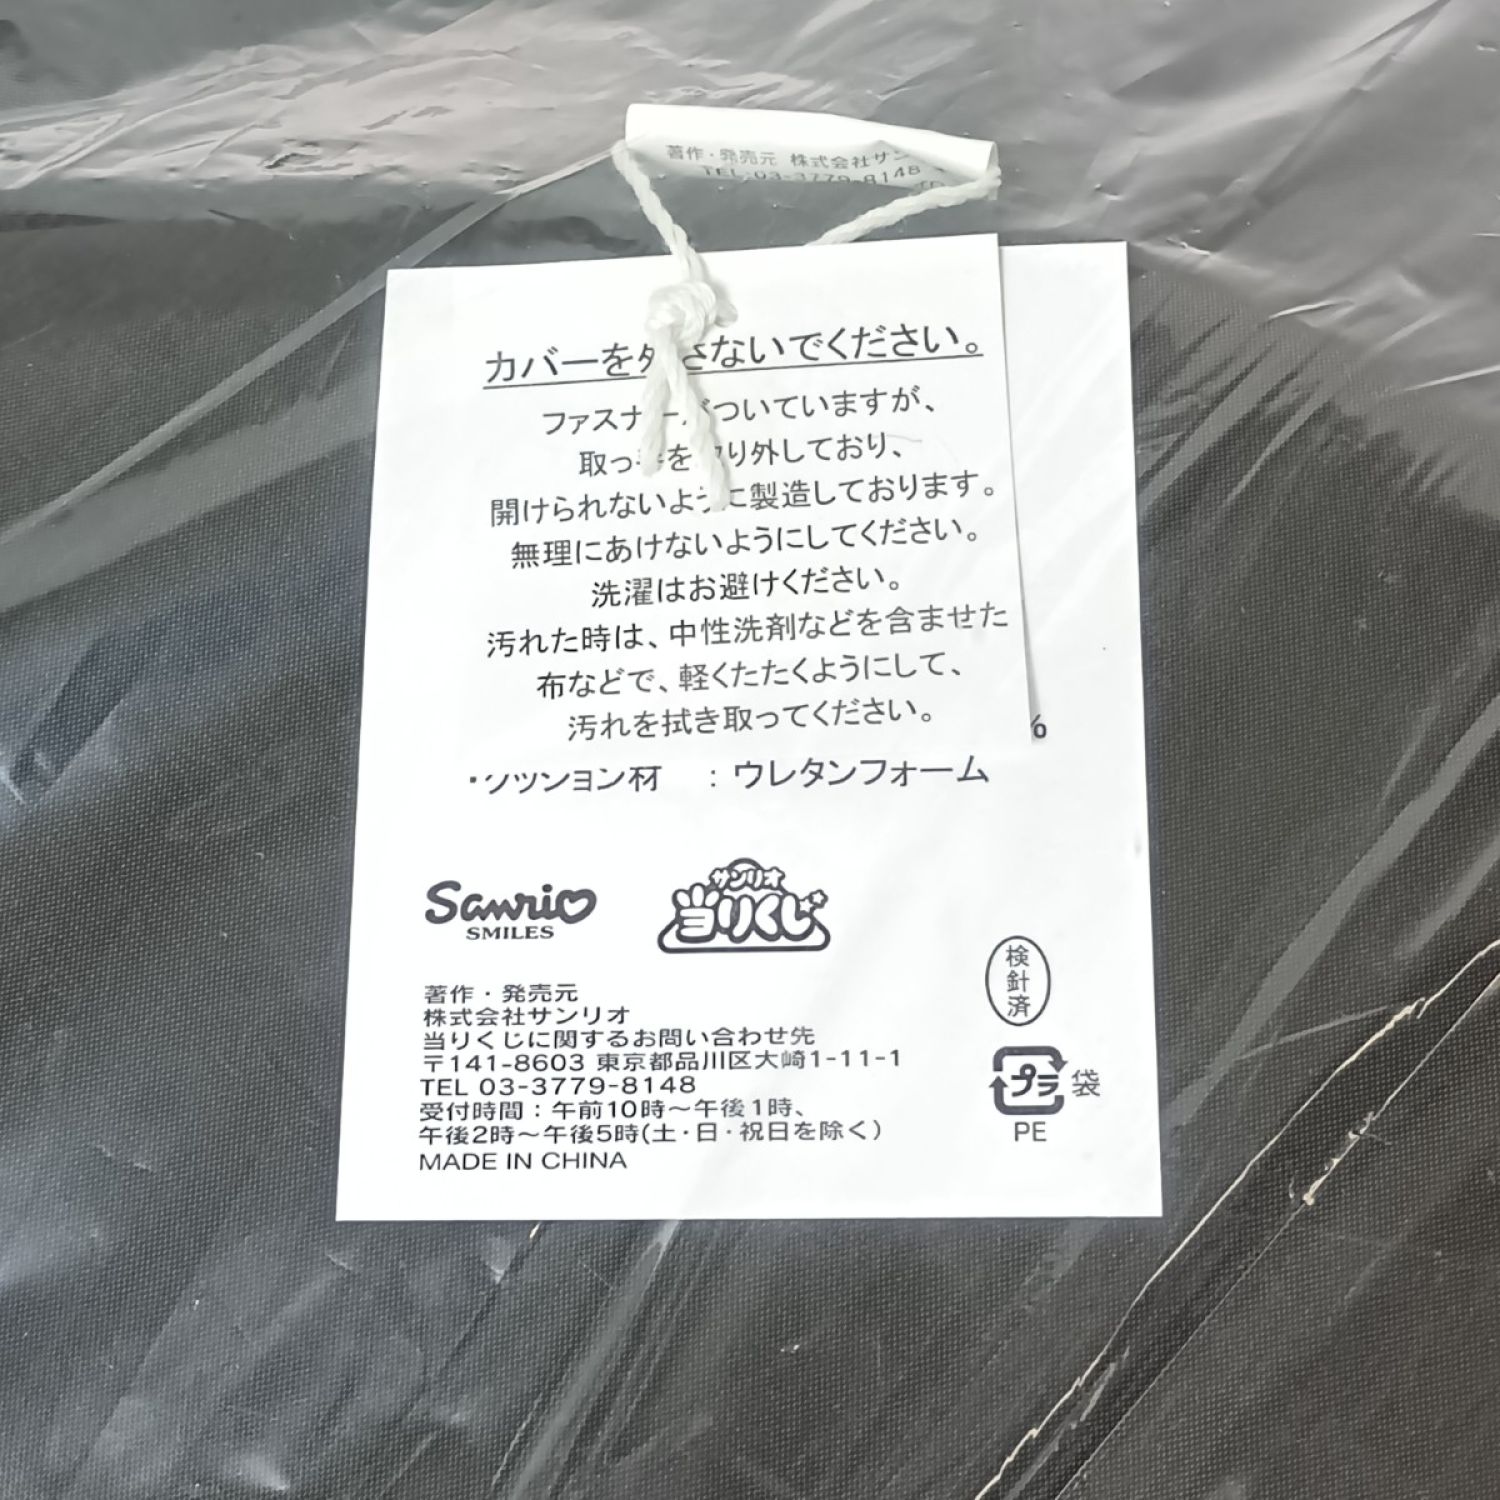 著作・発売元 株式会社サン
TEL:03-3779-8148
カバーを外さないでください。
ファスナーがついていますが、
取っ手を取り外しており、
開けられないように製造しております。
無理にあけないようにしてください。
洗濯はお避けください。
汚れた時は、中性洗剤などを含ませた
布などで、軽くたたくようにして、
汚れを拭き取ってください。
%
・クッション材 : ウレタンフォーム
Sanrio
SMILES
サンリオ
当りくじ
著作・発売元
株式会社サンリオ
当りくじに関するお問い合わせ先
〒141-8603 東京都品川区大崎1-11-1
TEL 03-3779-8148
受付時間:午前10時~午後1時、
午後2時~午後5時(土・日・祝日を除く)
MADE IN CHINA
検
針
済
プラ 袋
PE